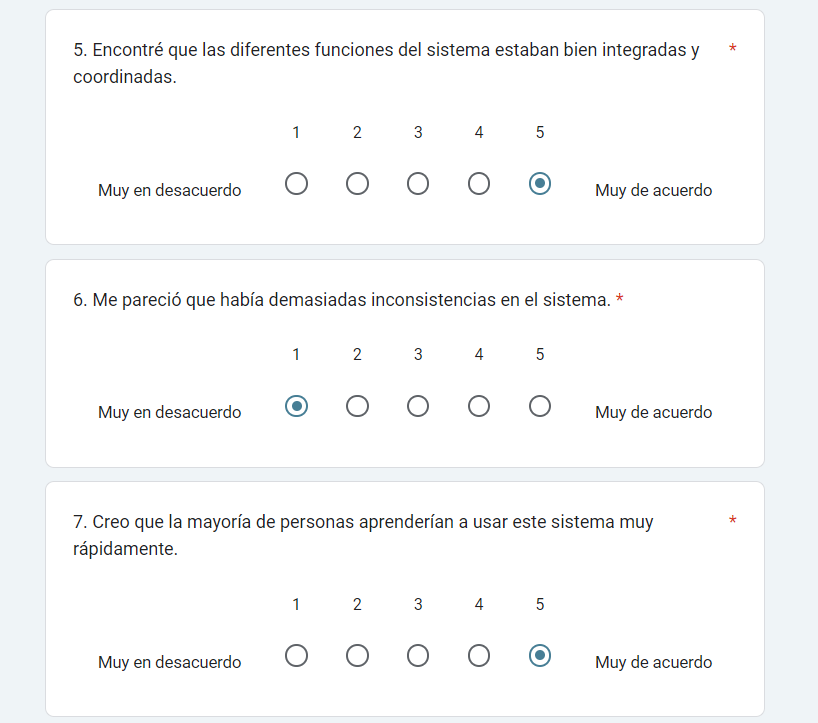 5. Encontré que las diferentes funciones del sistema estaban bien integradas y *
coordinadas.
1 2 3 4 5
Muy en desacuerdo Muy de acuerdo
6. Me pareció que había demasiadas inconsistencias en el sistema. *
1 2 3 4 5
Muy en desacuerdo Muy de acuerdo
7. Creo que la mayoría de personas aprenderían a usar este sistema muy *
rápidamente.
1 2 3 4 5
Muy en desacuerdo Muy de acuerdo